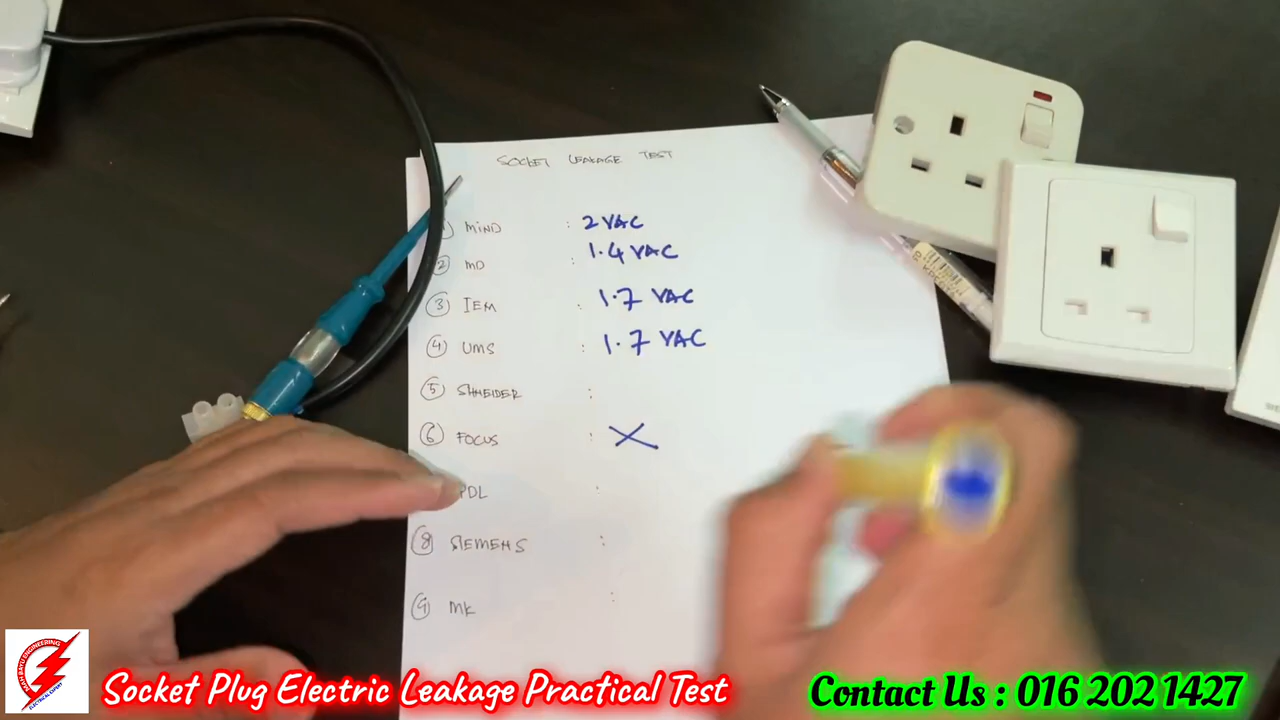 SOCKET LEAKAGE TEST
1 MIND : 2 VAC
2 MD : 1.4 VAC
3 IEM : 1.7 VAC
4 UMS : 1.7 VAC
5 SHNEIDER :
6 FOCUS : X
PDL :
8 SIEMENS :
9 MK :
Socket Plug Electric Leakage Practical Test
Contact Us : 016 202 1427